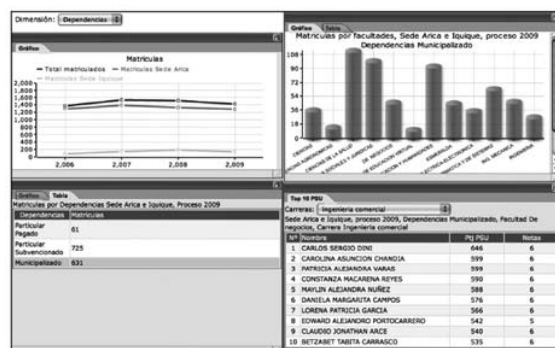 Dimensión: Dependencias
Gráfico
Matrículas
Total matriculados Matrículas Sede Arica
Matrículas Sede Iquique
2,000
1,800
1,600
1,400
1,200
1,000
800
600
400
200
0
2,006 2,007 2,008 2,009
Gráfico Tabla
Matrículas por facultades, Sede Arica e Iquique, proceso 2009
Dependencias Municipalizado
108
90
72
54
36
18
0
CIENCIAS
DE NEGOCIOS
ING. MECANICA
INGENIERIA
Gráfico Tabla
Matrículas por Dependencias Sede Arica e Iquique, Proceso 2009
Dependencias Matrículas
Particular
Pagado 61
Particular
Subvencionado 725
Municipalizado 631
Top 10 PSU
Carreras: Ingenieria comercial
Sede Arica e Iquique, proceso 2009, Dependencias Municipalizado, Facultad De
negocios, Carrera Ingenieria comercial
Nº Nombre Ptj PSU Notas
1 CARLOS SERGIO DINI 646 6
2 CAROLINA ASUNCION CHANDIA 599 6
3 PATRICIA ALEJANDRA VARAS 599 6
4 CONSTANZA MACARENA REYES 590 6
5 MAYLIN ALEJANDRA NUÑEZ 588 6
6 DANIELA MARGARITA CAMPOS 576 6
7 LORENA PATRICIA GARCIA 566 6
8 EDWARD ALEJANDRO PORTOCARRERO 542 5
9 CLAUDIO JONATHAN ARCE 540 6
10 BETZABET TABITA CARRASCO 535 6